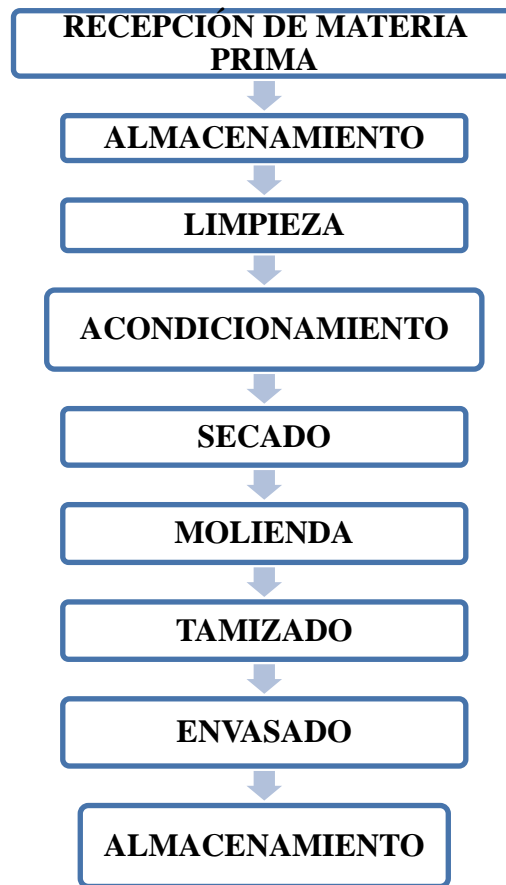 RECEPCIÓN DE MATERIA
PRIMA
ALMACENAMIENTO
LIMPIEZA
ACONDICIONAMIENTO
SECADO
MOLIENDA
TAMIZADO
ENVASADO
ALMACENAMIENTO